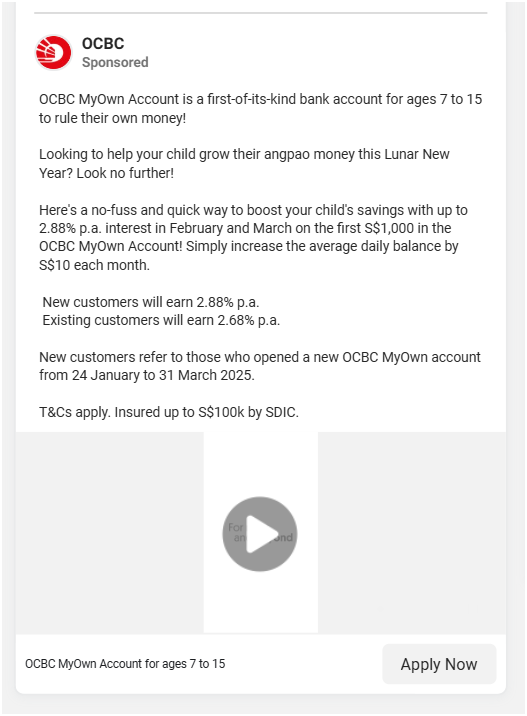 OCBC
Sponsored
OCBC MyOwn Account is a first-of-its-kind bank account for ages 7 to 15
to rule their own money!
Looking to help your child grow their angpao money this Lunar New
Year? Look no further!
Here's a no-fuss and quick way to boost your child's savings with up to
2.88% p.a. interest in February and March on the first S$1,000 in the
OCBC MyOwn Account! Simply increase the average daily balance by
S$10 each month.
New customers will earn 2.88% p.a.
Existing customers will earn 2.68% p.a.
New customers refer to those who opened a new OCBC MyOwn account
from 24 January to 31 March 2025.
T&Cs apply. Insured up to S$100k by SDIC.
For
OCBC MyOwn Account for ages 7 to 15
Apply Now